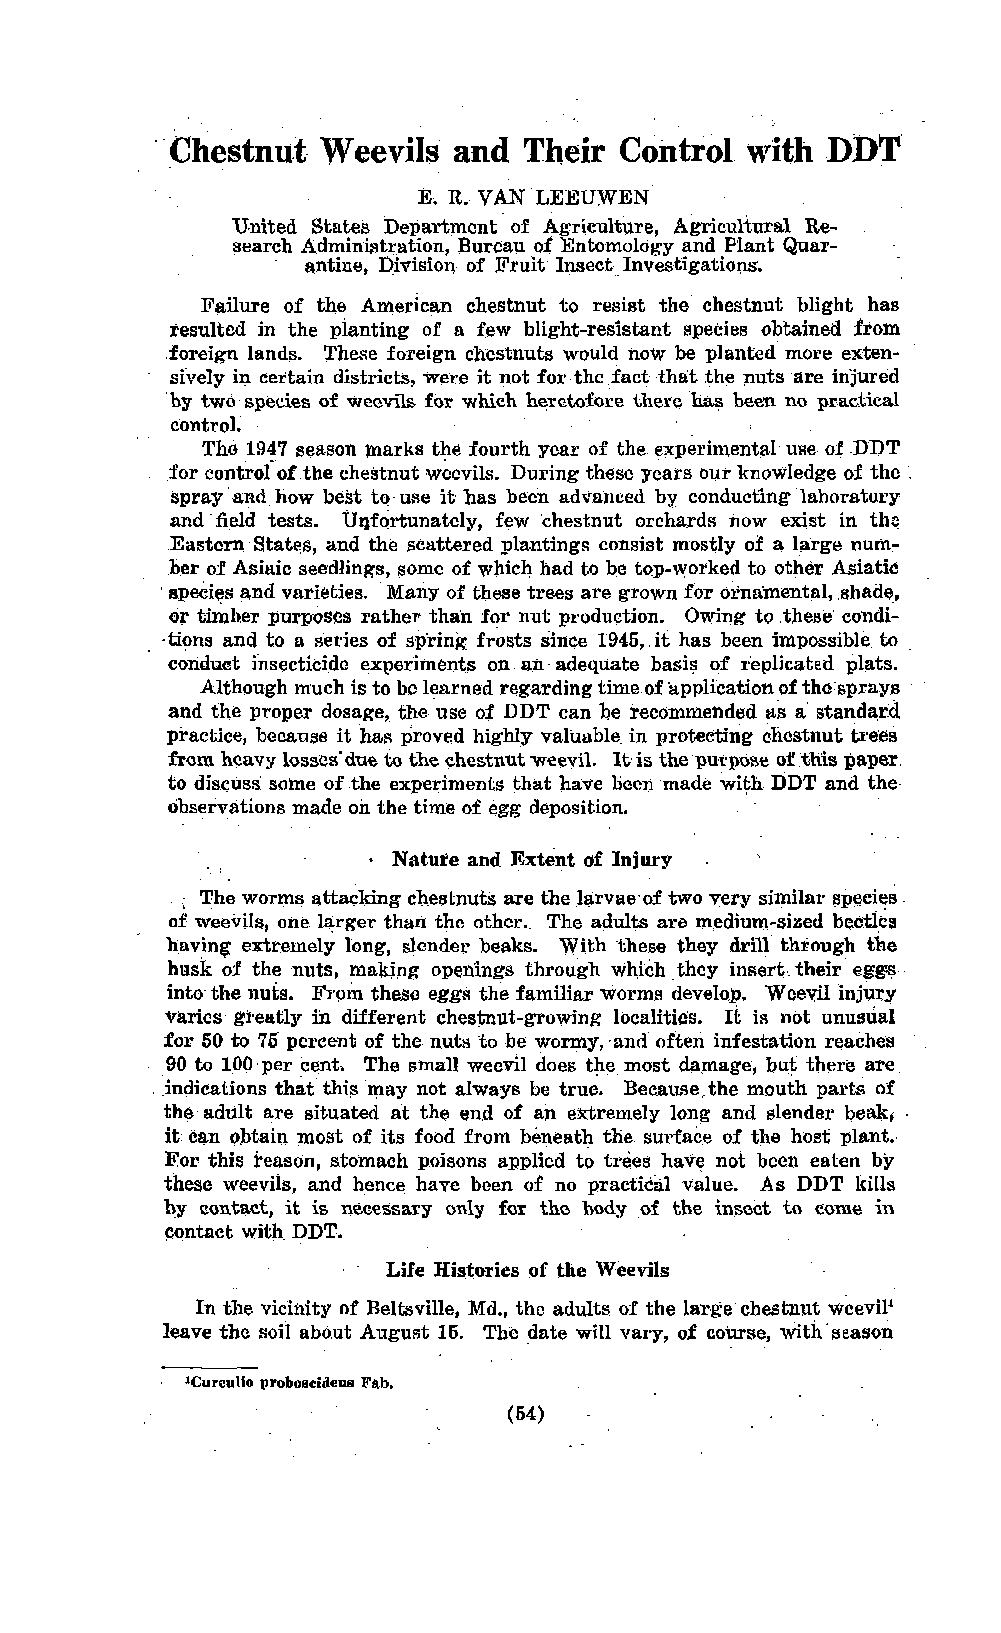 Chestnut Weevils and Their Control with DDT
E. R. VAN LEEUWEN
United States Department of Agriculture, Agricultural Re-
search Administration, Bureau of Entomology and Plant Quar-
antine, Division of Fruit Insect Investigations.
Failure of the American chestnut to resist the chestnut blight has
resulted in the planting of a few blight-resistant species obtained from
foreign lands. These foreign chestnuts would now be planted more exten-
sively in certain districts, were it not for the fact that the nuts are injured
by two species of weevils for which heretofore there has been no practical
control.
The 1947 season marks the fourth year of the experimental use of DDT
for control of the chestnut weevils. During these years our knowledge of the
spray and how best to use it has been advanced by conducting laboratory
and field tests. Unfortunately, few chestnut orchards now exist in the
Eastern States, and the scattered plantings consist mostly of a large num-
ber of Asiaic seedlings, some of which had to be top-worked to other Asiatic
species and varieties. Many of these trees are grown for ornamental, shade,
or timber purposes rather than for nut production. Owing to these condi-
tions and to a series of spring frosts since 1945, it has been impossible to
conduct insecticide experiments on an adequate basis of replicated plats.
Although much is to be learned regarding time of application of the sprays
and the proper dosage, the use of DDT can be recommended as a standard
practice, because it has proved highly valuable in protecting chestnut trees
from heavy losses due to the chestnut weevil. It is the purpose of this paper
to discuss some of the experiments that have been made with DDT and the
observations made on the time of egg deposition.
Nature and Extent of Injury
The worms attacking chestnuts are the larvae of two very similar species
of weevils, one larger than the other. The adults are medium-sized beetles
having extremely long, slender beaks. With these they drill through the
husk of the nuts, making openings through which they insert their eggs
into the nuts. From these eggs the familiar worms develop. Weevil injury
varies greatly in different chestnut-growing localities. It is not unusual
for 50 to 75 percent of the nuts to be wormy, and often infestation reaches
90 to 100 per cent. The small weevil does the most damage, but there are
indications that this may not always be true. Because the mouth parts of
the adult are situated at the end of an extremely long and slender beak,
it can obtain most of its food from beneath the surface of the host plant.
For this reason, stomach poisons applied to trees have not been eaten by
these weevils, and hence have been of no practical value. As DDT kills
by contact, it is necessary only for the body of the insect to come in
contact with DDT.
Life Histories of the Weevils
In the vicinity of Beltsville, Md., the adults of the large chestnut weevil¹
leave the soil about August 15. The date will vary, of course, with season
¹Curculio proboscideus Fab.
(54)